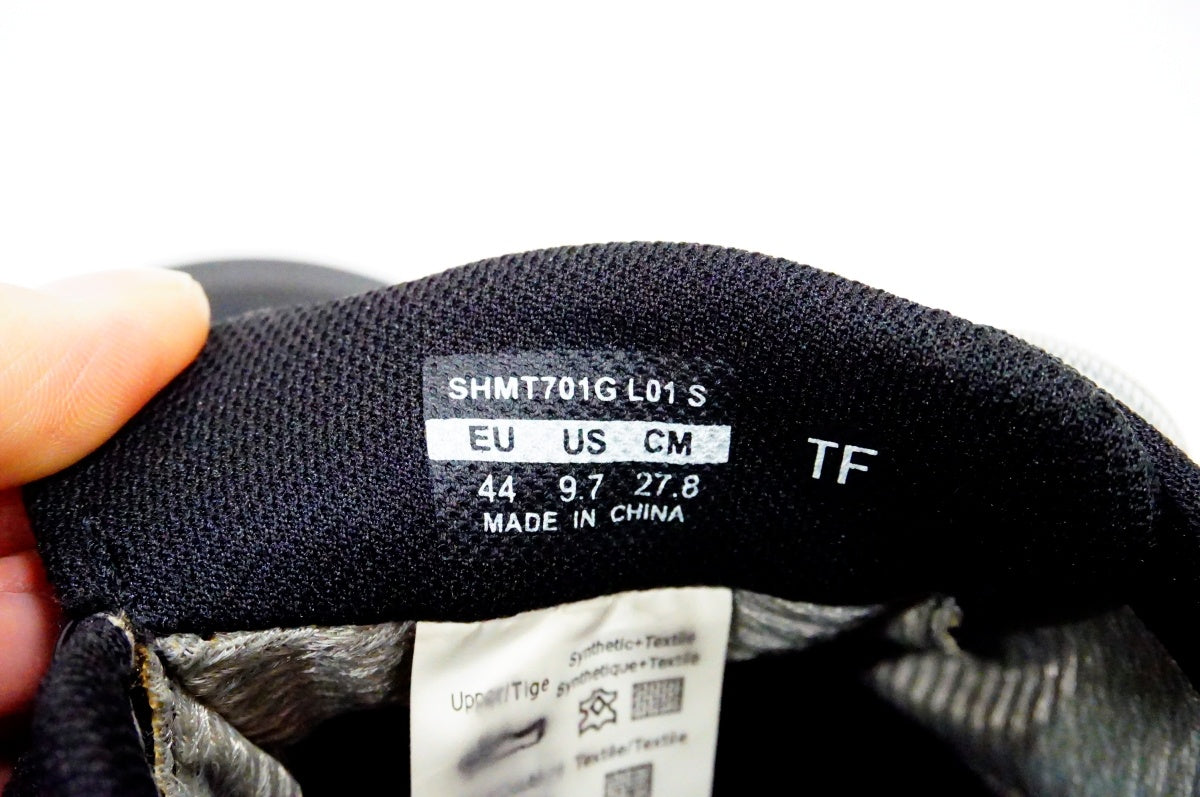 SHMT701G L01 S
EU US CM
44 9.7 27.8
MADE IN CHINA
TF
Synthetic+Textile
Synthetique+Textile
Upper/Tige
Textile/Textile